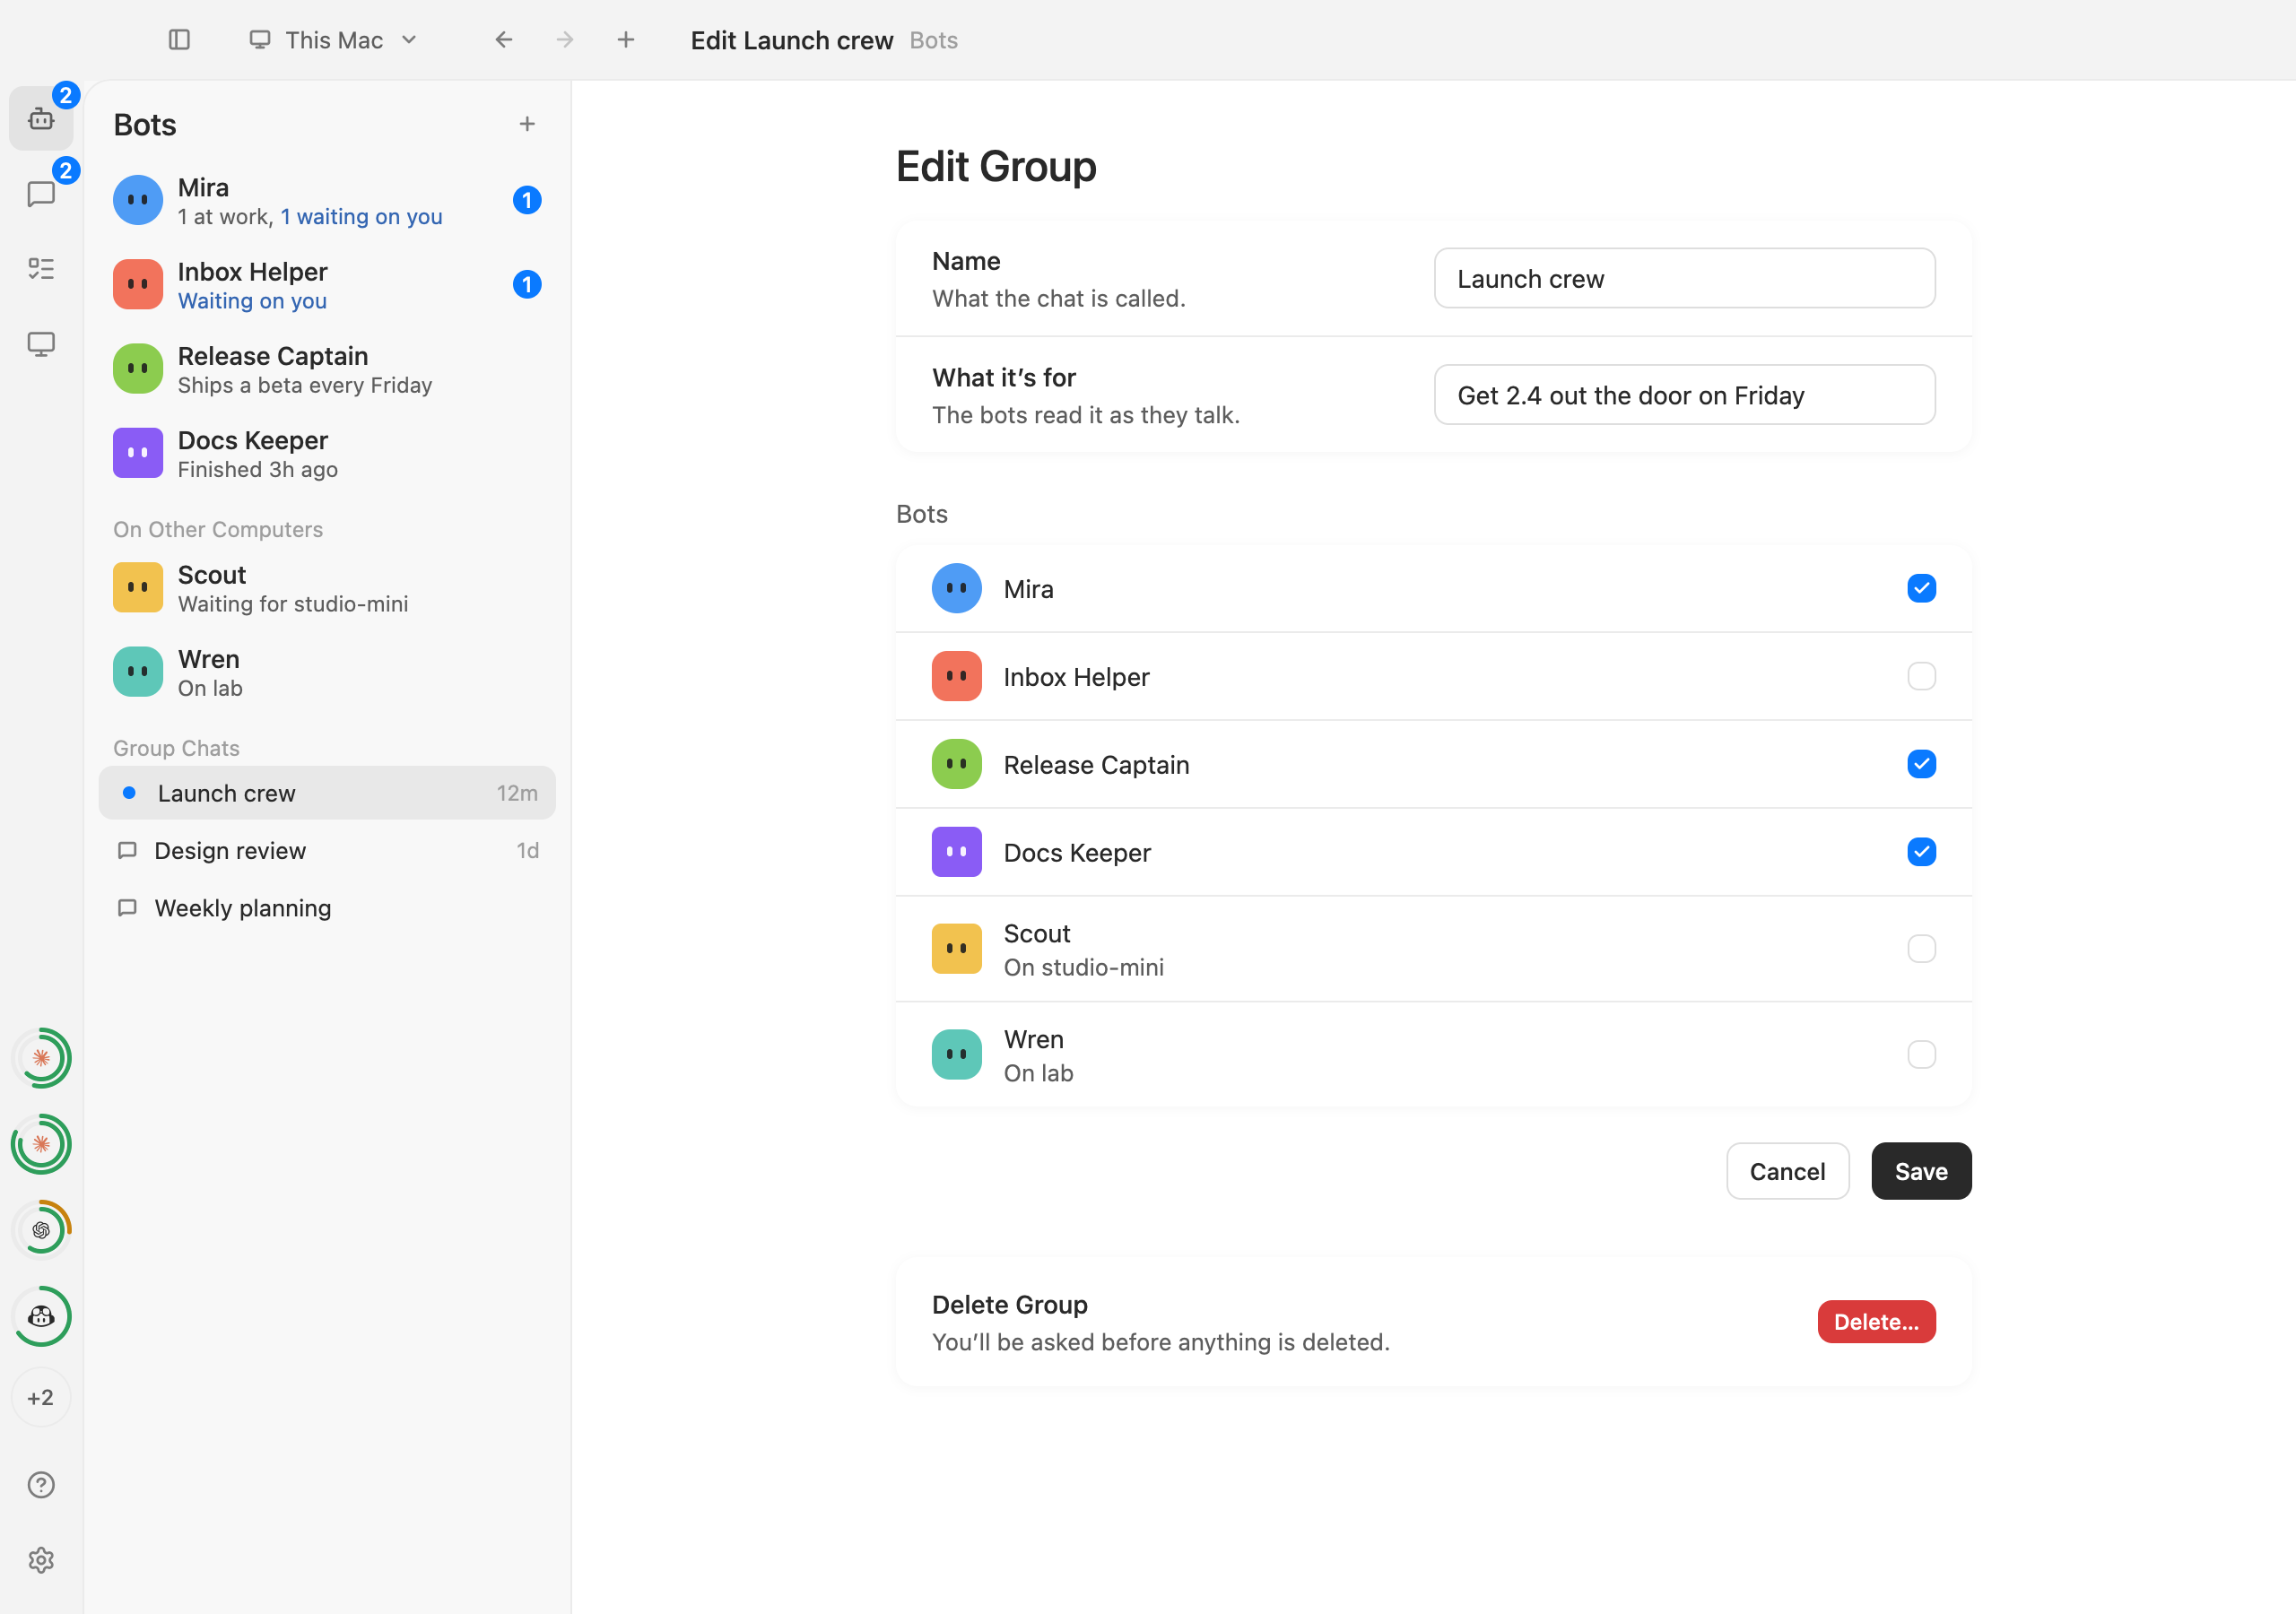 This Mac
Edit Launch crew Bots
2
2
Bots
Mira
1 at work, 1 waiting on you
1
Inbox Helper
Waiting on you
1
Release Captain
Ships a beta every Friday
Docs Keeper
Finished 3h ago
On Other Computers
Scout
Waiting for studio-mini
Wren
On lab
Group Chats
Launch crew 12m
Design review 1d
Weekly planning
+2
Edit Group
Name
What the chat is called.
Launch crew
What it’s for
The bots read it as they talk.
Get 2.4 out the door on Friday
Bots
Mira
Inbox Helper
Release Captain
Docs Keeper
Scout
On studio-mini
Wren
On lab
Cancel
Save
Delete Group
You’ll be asked before anything is deleted.
Delete...